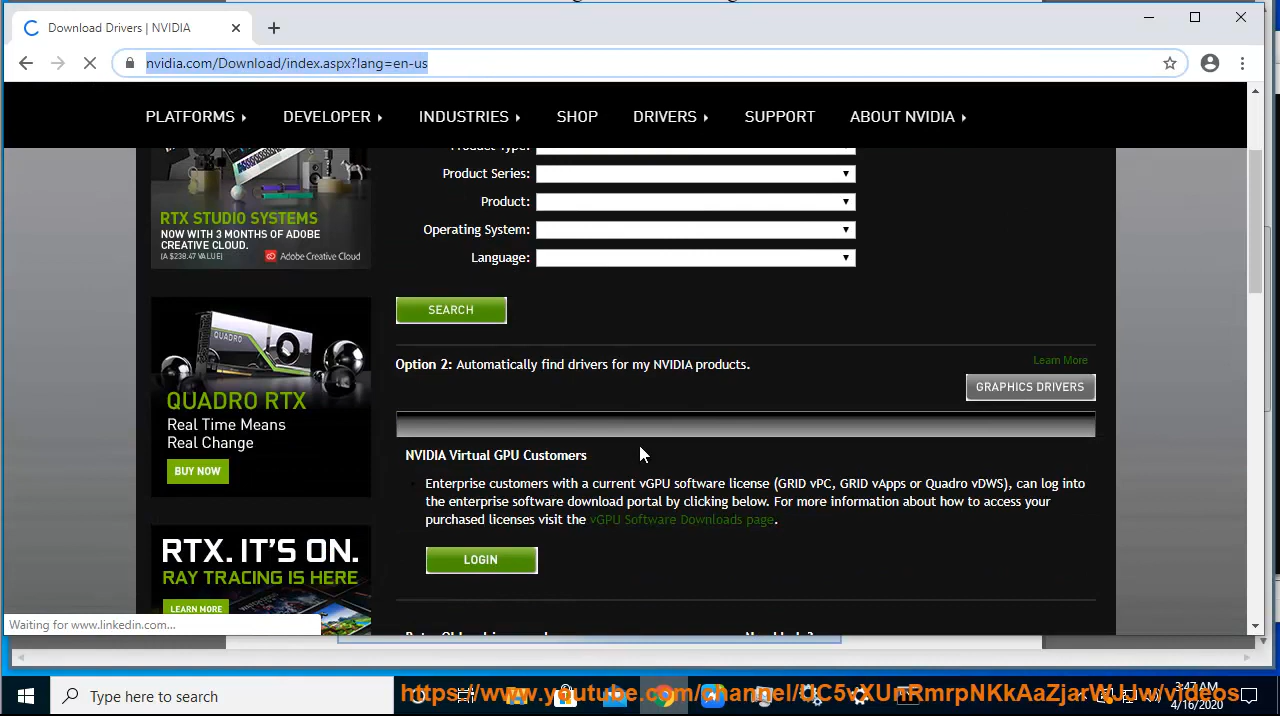 Download Drivers | NVIDIA
nvidia.com/Download/index.aspx?lang=en-us
PLATFORMS DEVELOPER INDUSTRIES SHOP DRIVERS SUPPORT ABOUT NVIDIA
Product Type:
Product Series:
Product:
Operating System:
Language:
SEARCH
RTX STUDIO SYSTEMS
NOW WITH 3 MONTHS OF ADOBE
CREATIVE CLOUD.
(A $238.47 VALUE) Adobe Creative Cloud
QUADRO
QUADRO RTX
Real Time Means
Real Change
BUY NOW
Option 2: Automatically find drivers for my NVIDIA products.
Learn More
GRAPHICS DRIVERS
NVIDIA Virtual GPU Customers
Enterprise customers with a current vGPU software license (GRID vPC, GRID vApps or Quadro vDWS), can log into
the enterprise software download portal by clicking below. For more information about how to access your
purchased licenses visit the vGPU Software Downloads page.
LOGIN
RTX. IT'S ON.
RAY TRACING IS HERE
LEARN MORE
Waiting for www.linkedin.com...
Type here to search
3:47 AM
4/16/2020